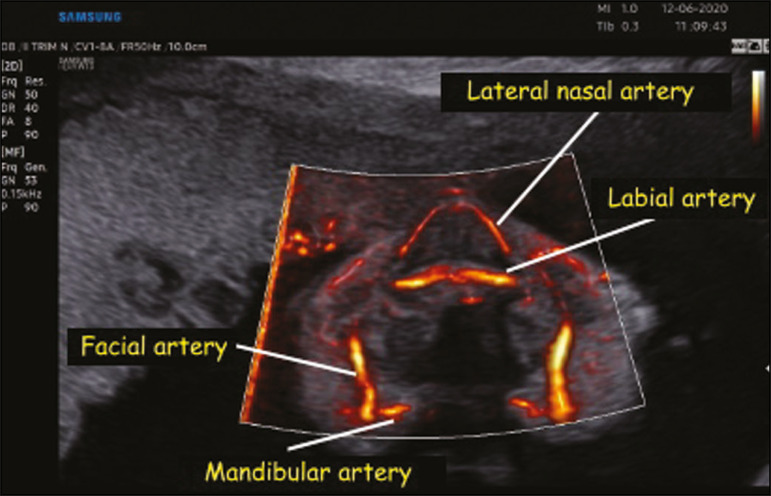 SAMSUNG
MI 1.0 12-06-2020
TIb 0.3 11:09:43
OB /II TRIM N /CV1-8A /FR50Hz /10.0cm
[2D]
Frq Res.
GN 50
DR 40
FA 8
P 90
[MF]
Frq Gen.
GN 53
0.15kHz
P 90
Lateral nasal artery
Labial artery
Facial artery
Mandibular artery